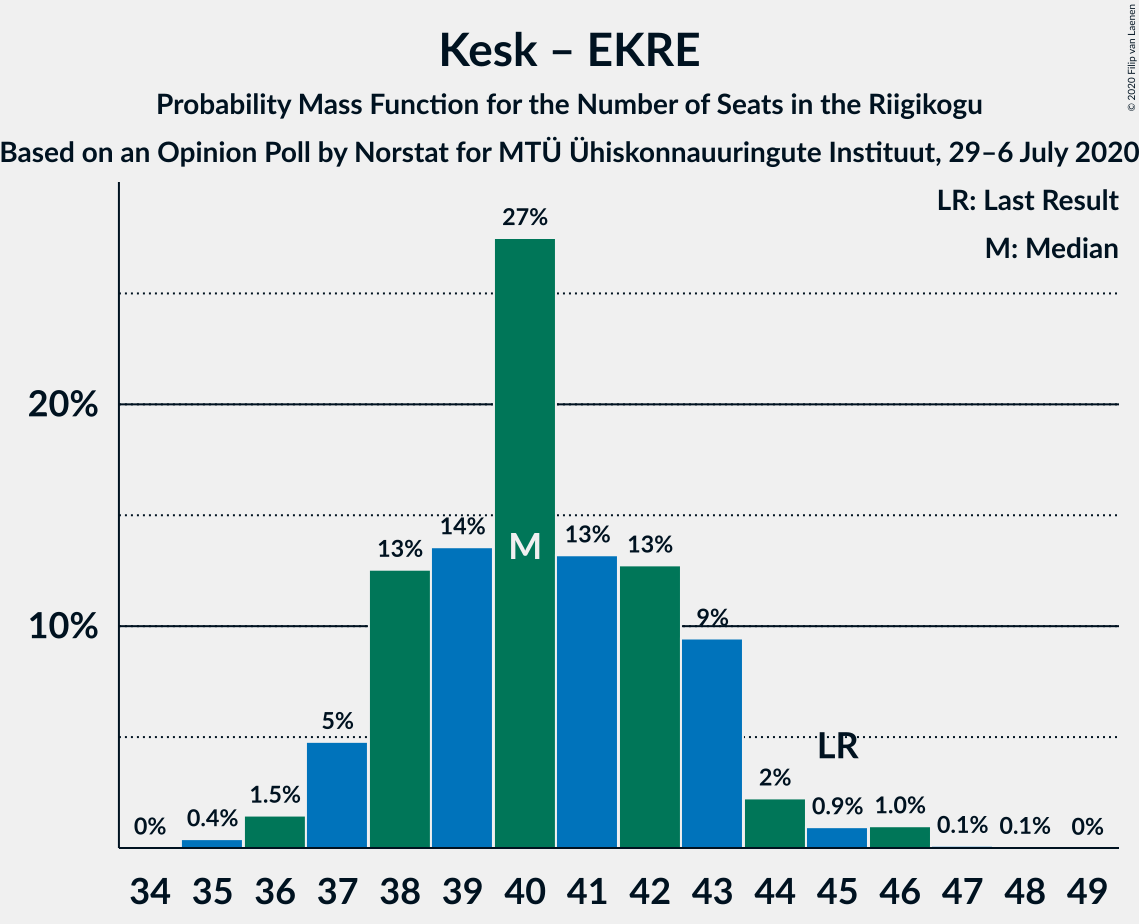 Kesk – EKRE
Probability Mass Function for the Number of Seats in the Riigikogu
Based on an Opinion Poll by Norstat for MTÜ Ühiskonnauuringute Instituut, 29–6 July 2020
© 2020 Filip van Laenen
LR: Last Result
M: Median
27%
20%
14%
13%
M
13%
13%
10%
9%
5%
LR
2%
1.5%
0.9%
1.0%
0%
0.4%
0.1%
0.1%
0%
34 35 36 37 38 39 40 41 42 43 44 45 46 47 48 49